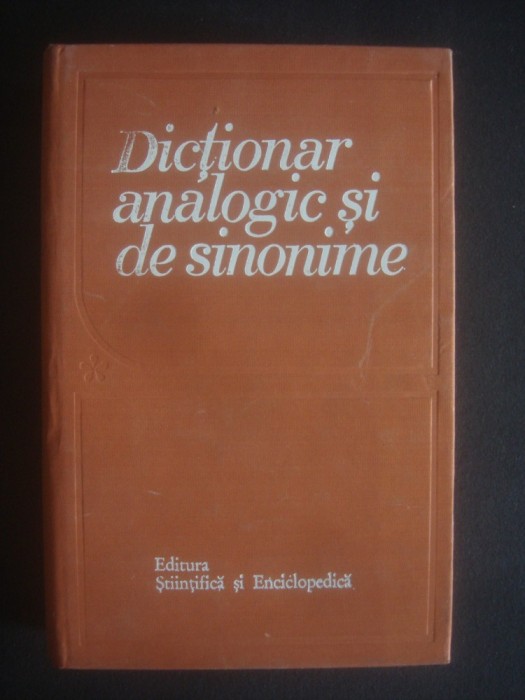 Dicționar
analogic și
de sinonime
Editura
Științifică și Enciclopedică